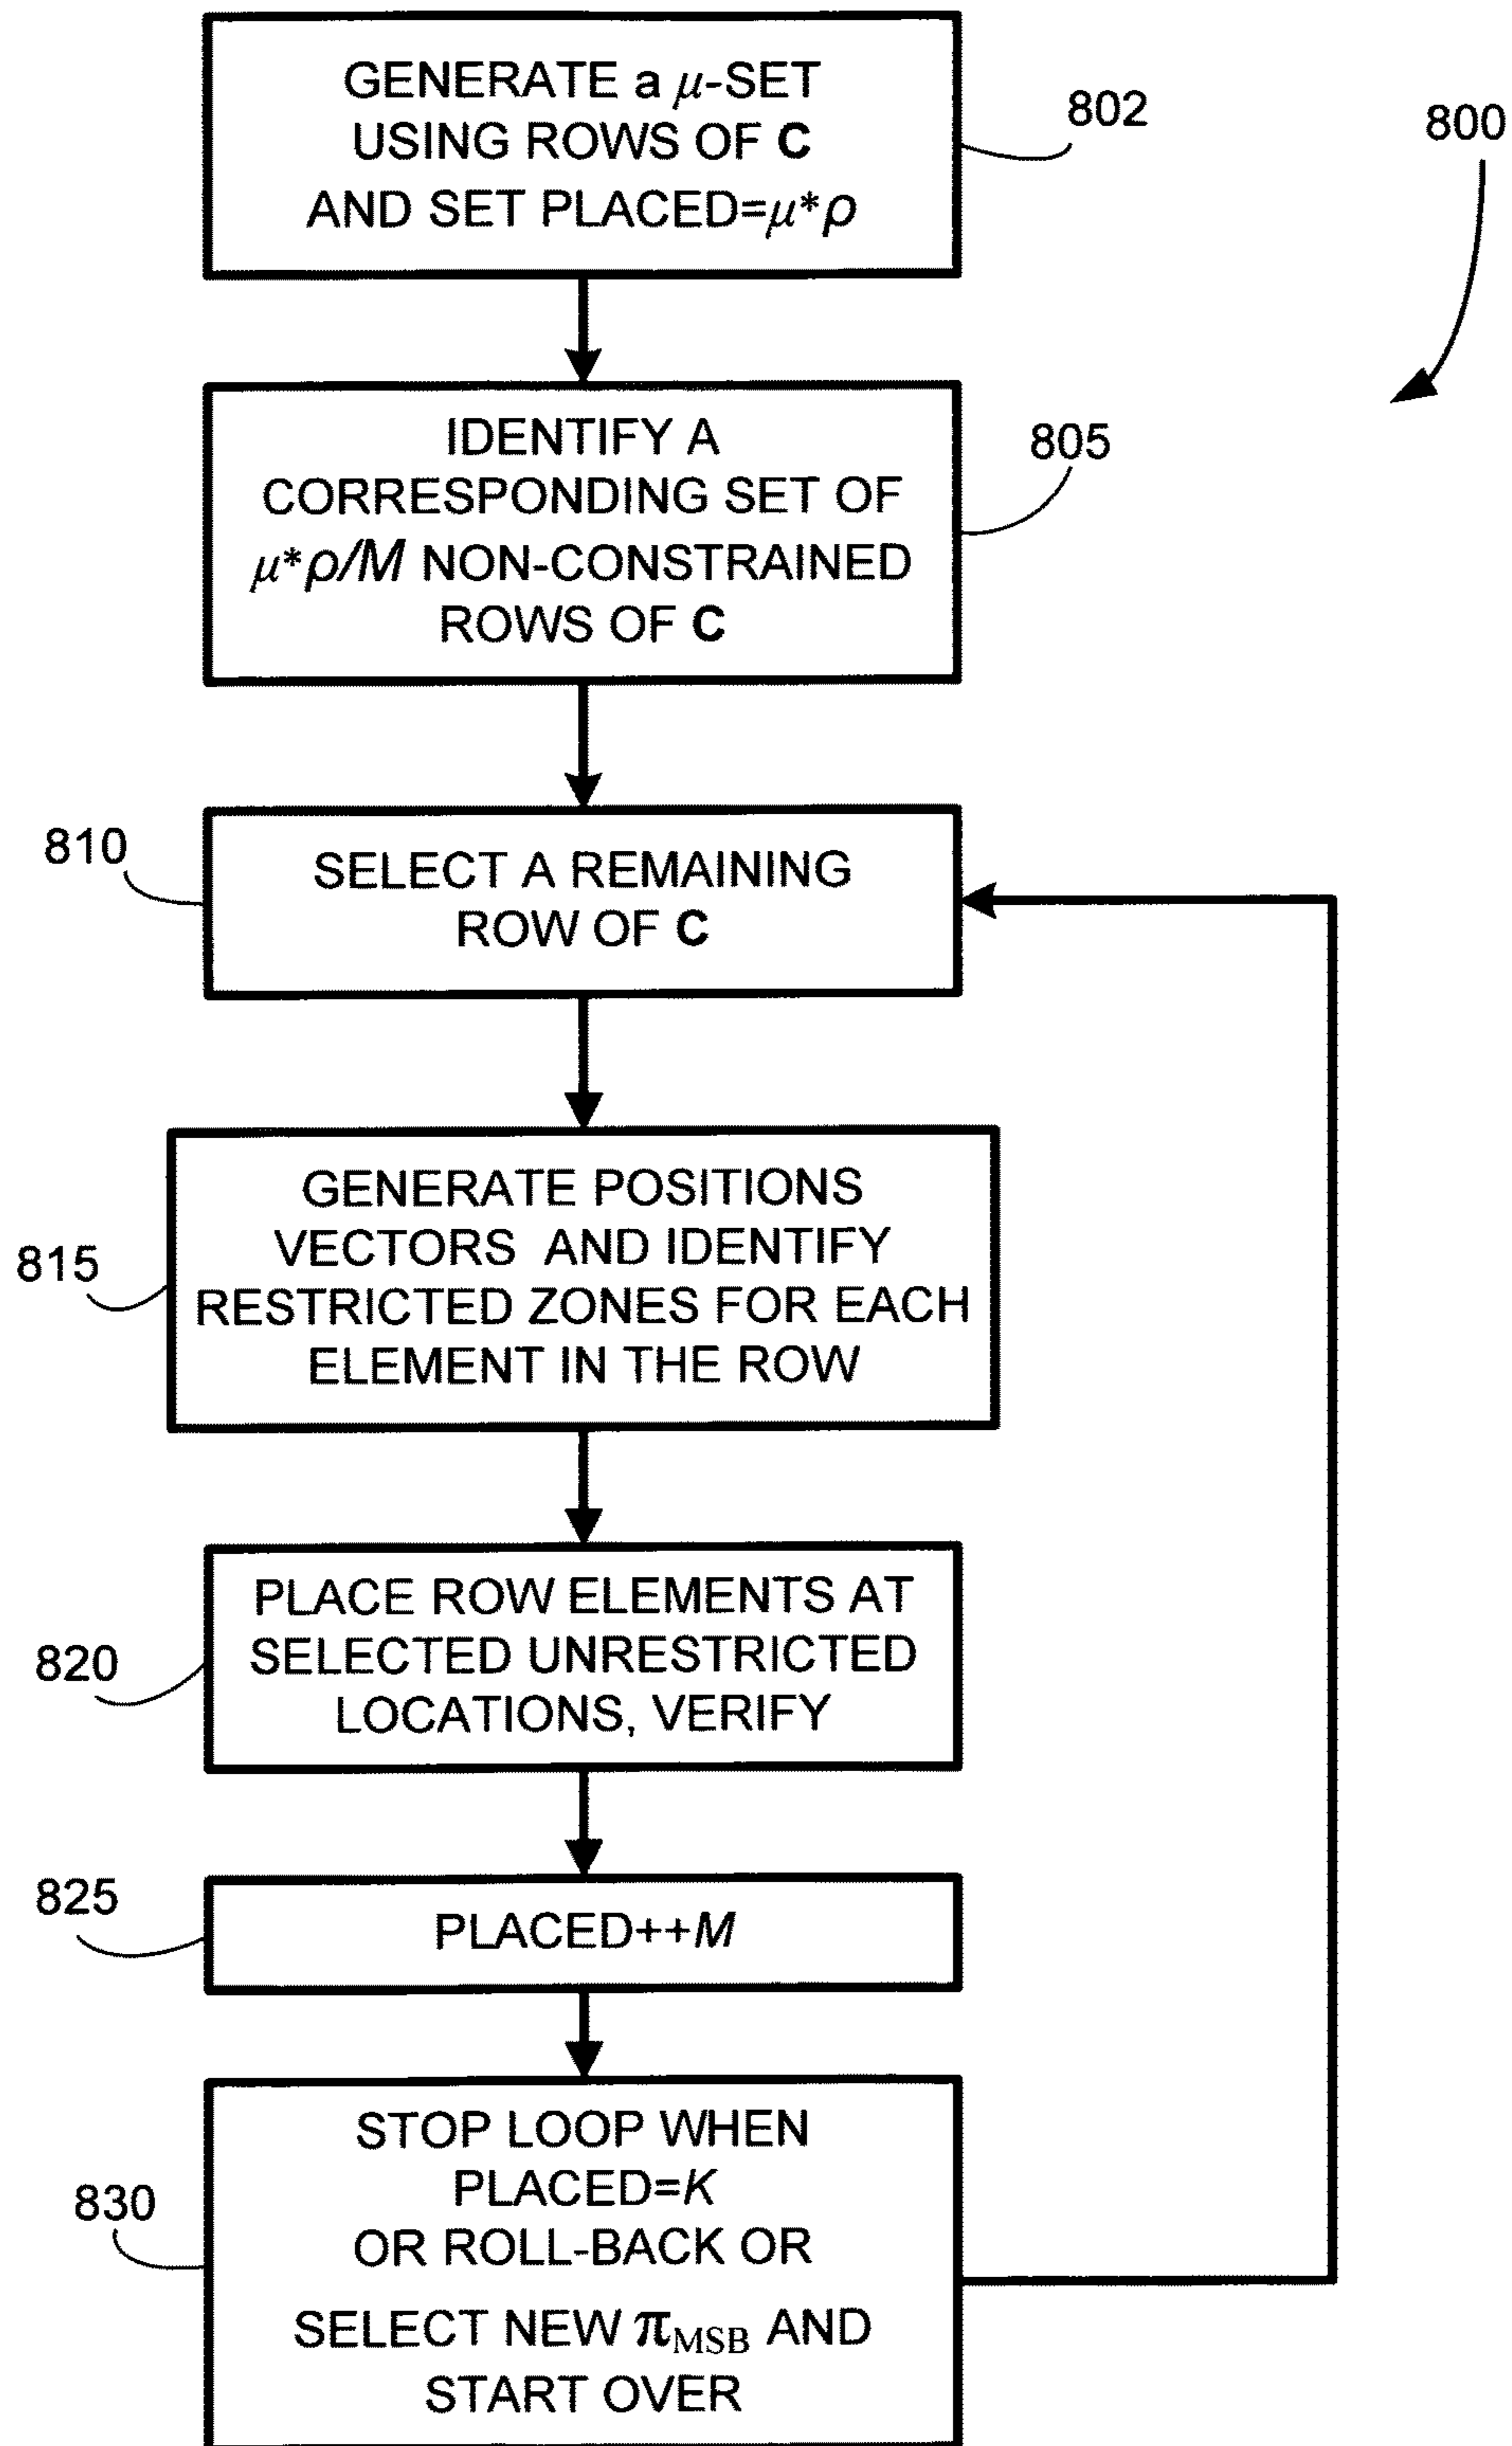 GENERATE a μ-SET
USING ROWS OF C
AND SET PLACED=μ*ρ
802
800
IDENTIFY A
CORRESPONDING SET OF
μ*ρ/M NON-CONSTRAINED
ROWS OF C
805
810
SELECT A REMAINING
ROW OF C
815
GENERATE POSITIONS
VECTORS AND IDENTIFY
RESTRICTED ZONES FOR EACH
ELEMENT IN THE ROW
820
PLACE ROW ELEMENTS AT
SELECTED UNRESTRICTED
LOCATIONS, VERIFY
825
PLACED++M
830
STOP LOOP WHEN
PLACED=K
OR ROLL-BACK OR
SELECT NEW πMSB AND
START OVER